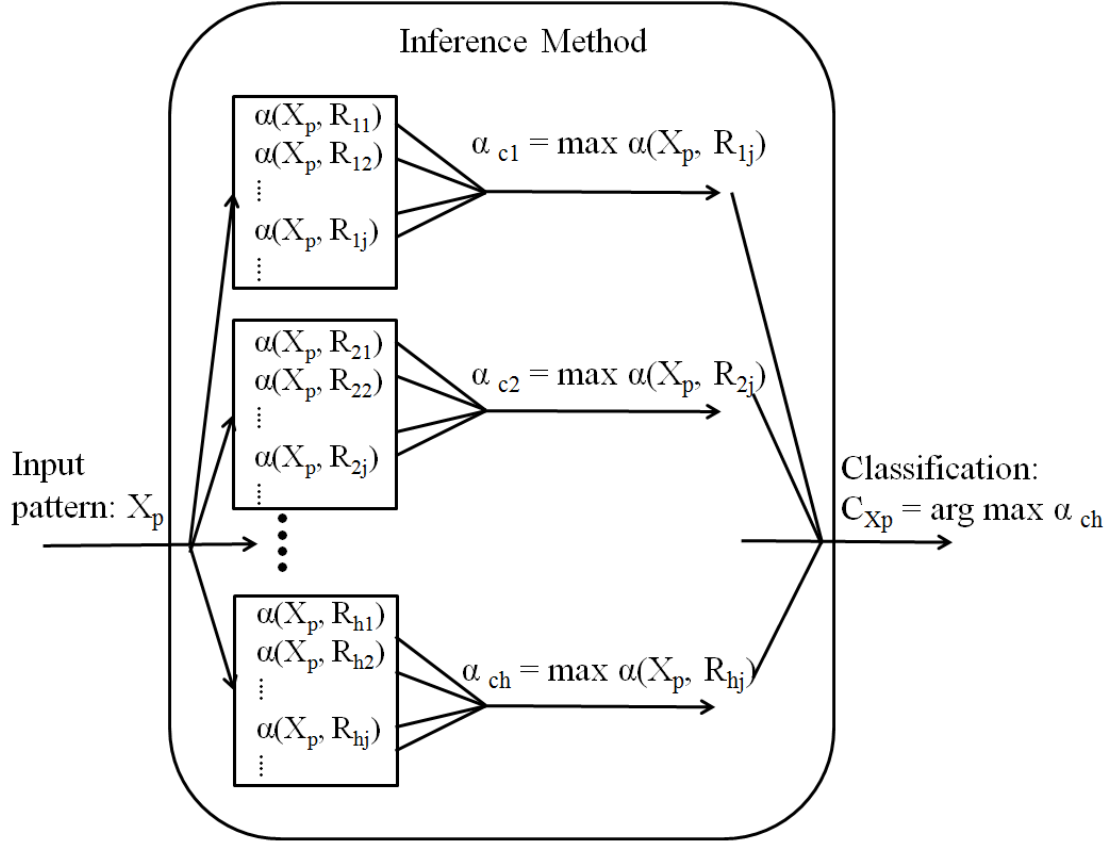 Inference Method
α(Xp, R11)
α(Xp, R12)
⋮
α(Xp, R1j)
⋮
α c1 = max α(Xp, R1j)
α(Xp, R21)
α(Xp, R22)
⋮
α(Xp, R2j)
⋮
α c2 = max α(Xp, R2j)
Input
pattern: Xp
Classification:
CXp = arg max α ch
α(Xp, Rh1)
α(Xp, Rh2)
⋮
α(Xp, Rhj)
⋮
α ch = max α(Xp, Rhj)